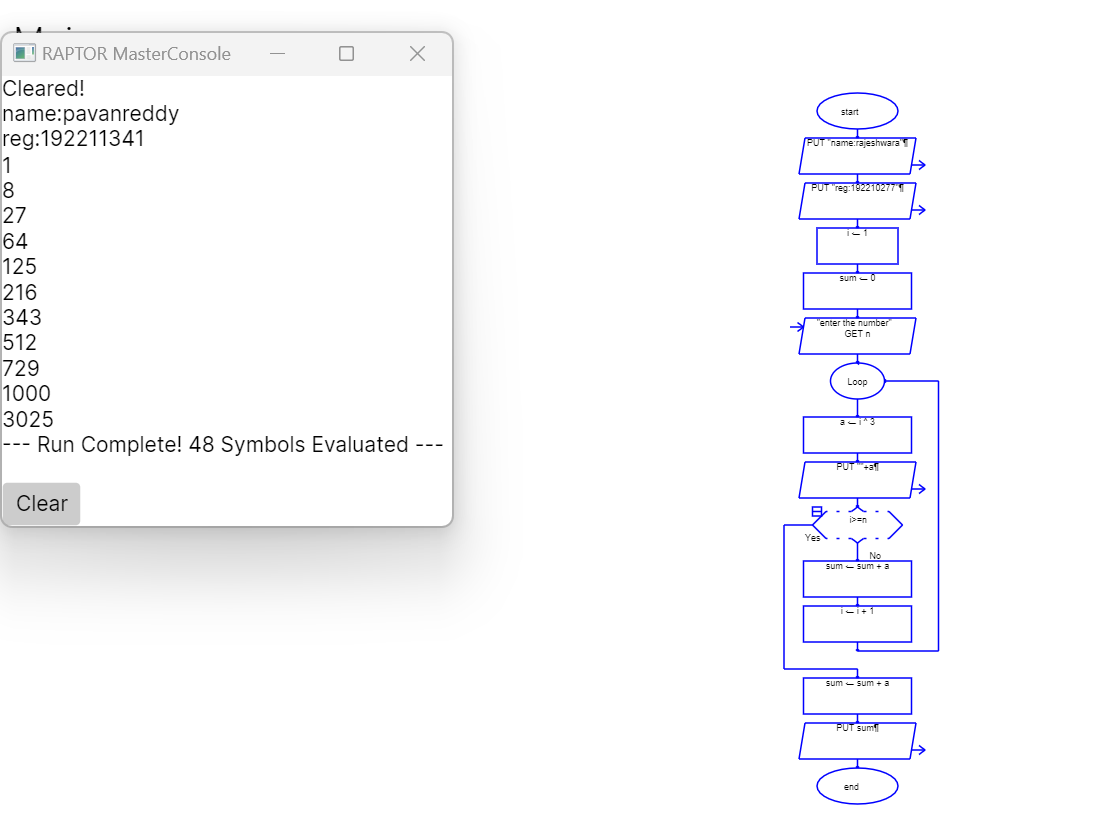 RAPTOR MasterConsole
Cleared!
name:pavanreddy
reg:192211341
1
8
27
64
125
216
343
512
729
1000
3025
--- Run Complete! 48 Symbols Evaluated ---
Clear
start
PUT "name:rajeshwara"¶
PUT "reg:192210277"¶
i ← 1
sum ← 0
"enter the number"
GET n
Loop
a ← i ^ 3
PUT ""+a¶
i>=n
Yes
No
sum ← sum + a
i ← i + 1
sum ← sum + a
PUT sum¶
end